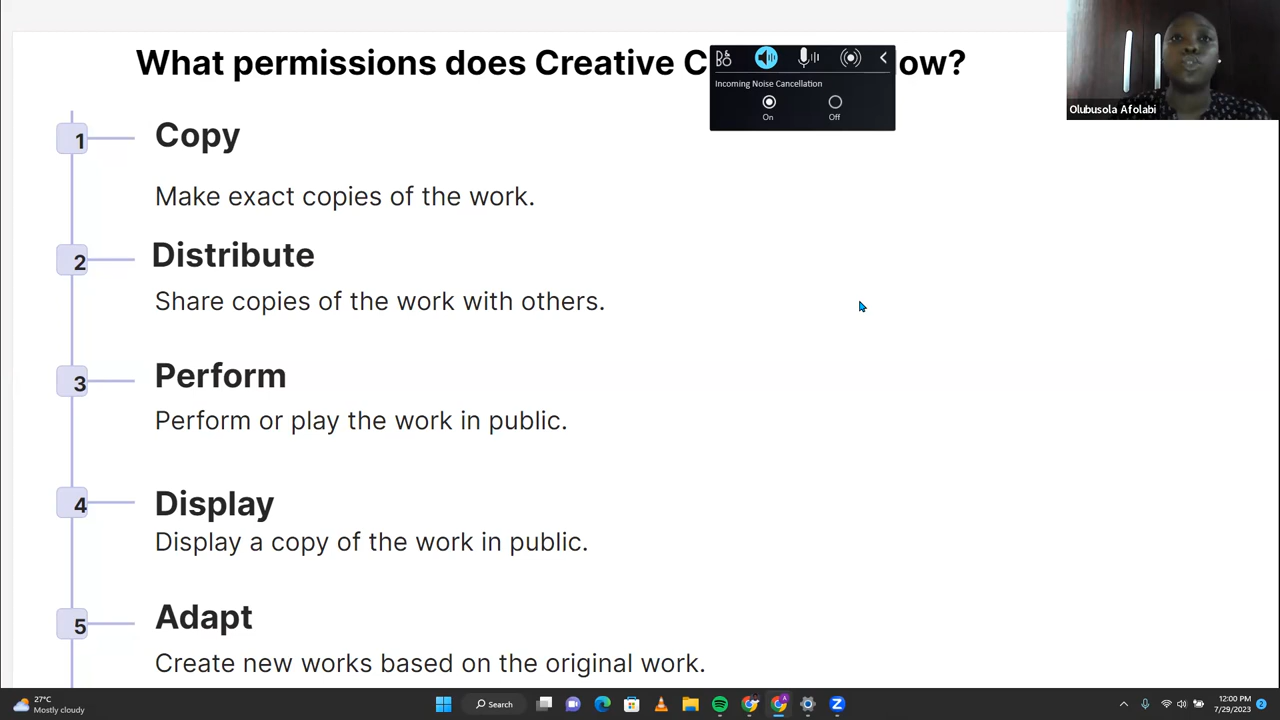 What permissions does Creative C ow?
B&O
Incoming Noise Cancellation
On Off
Olubusola Afolabi
1 Copy
Make exact copies of the work.
2 Distribute
Share copies of the work with others.
3 Perform
Perform or play the work in public.
4 Display
Display a copy of the work in public.
5 Adapt
Create new works based on the original work.
27°C
Mostly cloudy
Search
12:00 PM
7/29/2023
2